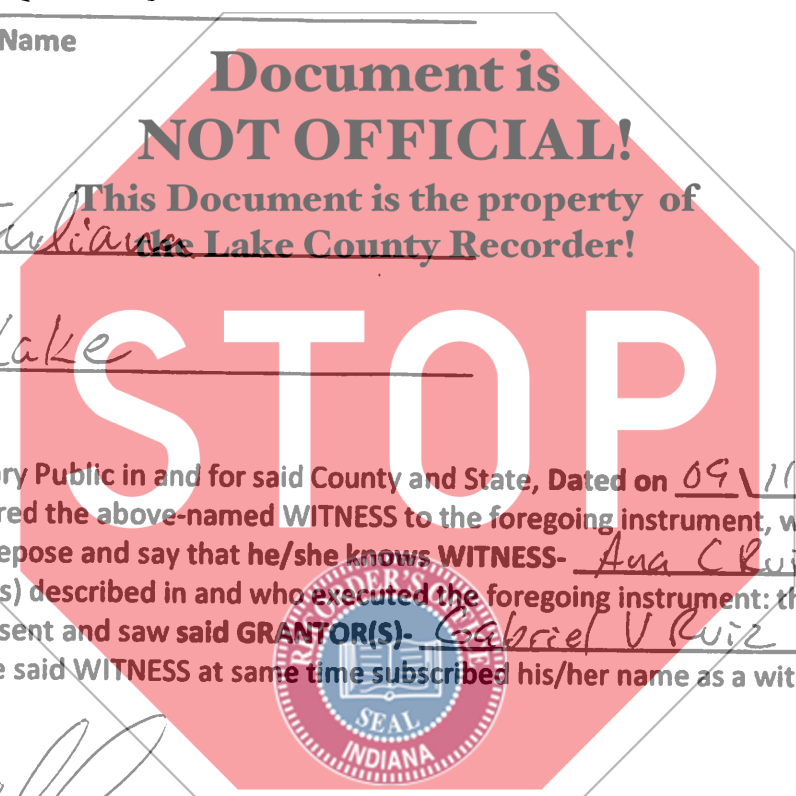 Name
Document is
NOT OFFICIAL!
This Document is the property of
the Lake County Recorder!
STOP
ry Public in and for said County and State, Dated on 09\11
red the above-named WITNESS to the foregoing instrument, w
epose and say that he/she knows WITNESS- Ana C Rui
s) described in and who executed the foregoing instrument: th
sent and saw said GRANTOR(S)- Gabriel V Ruiz
e said WITNESS at same time subscribed his/her name as a wit
RECORDER'S OFFICE
SEAL
INDIANA